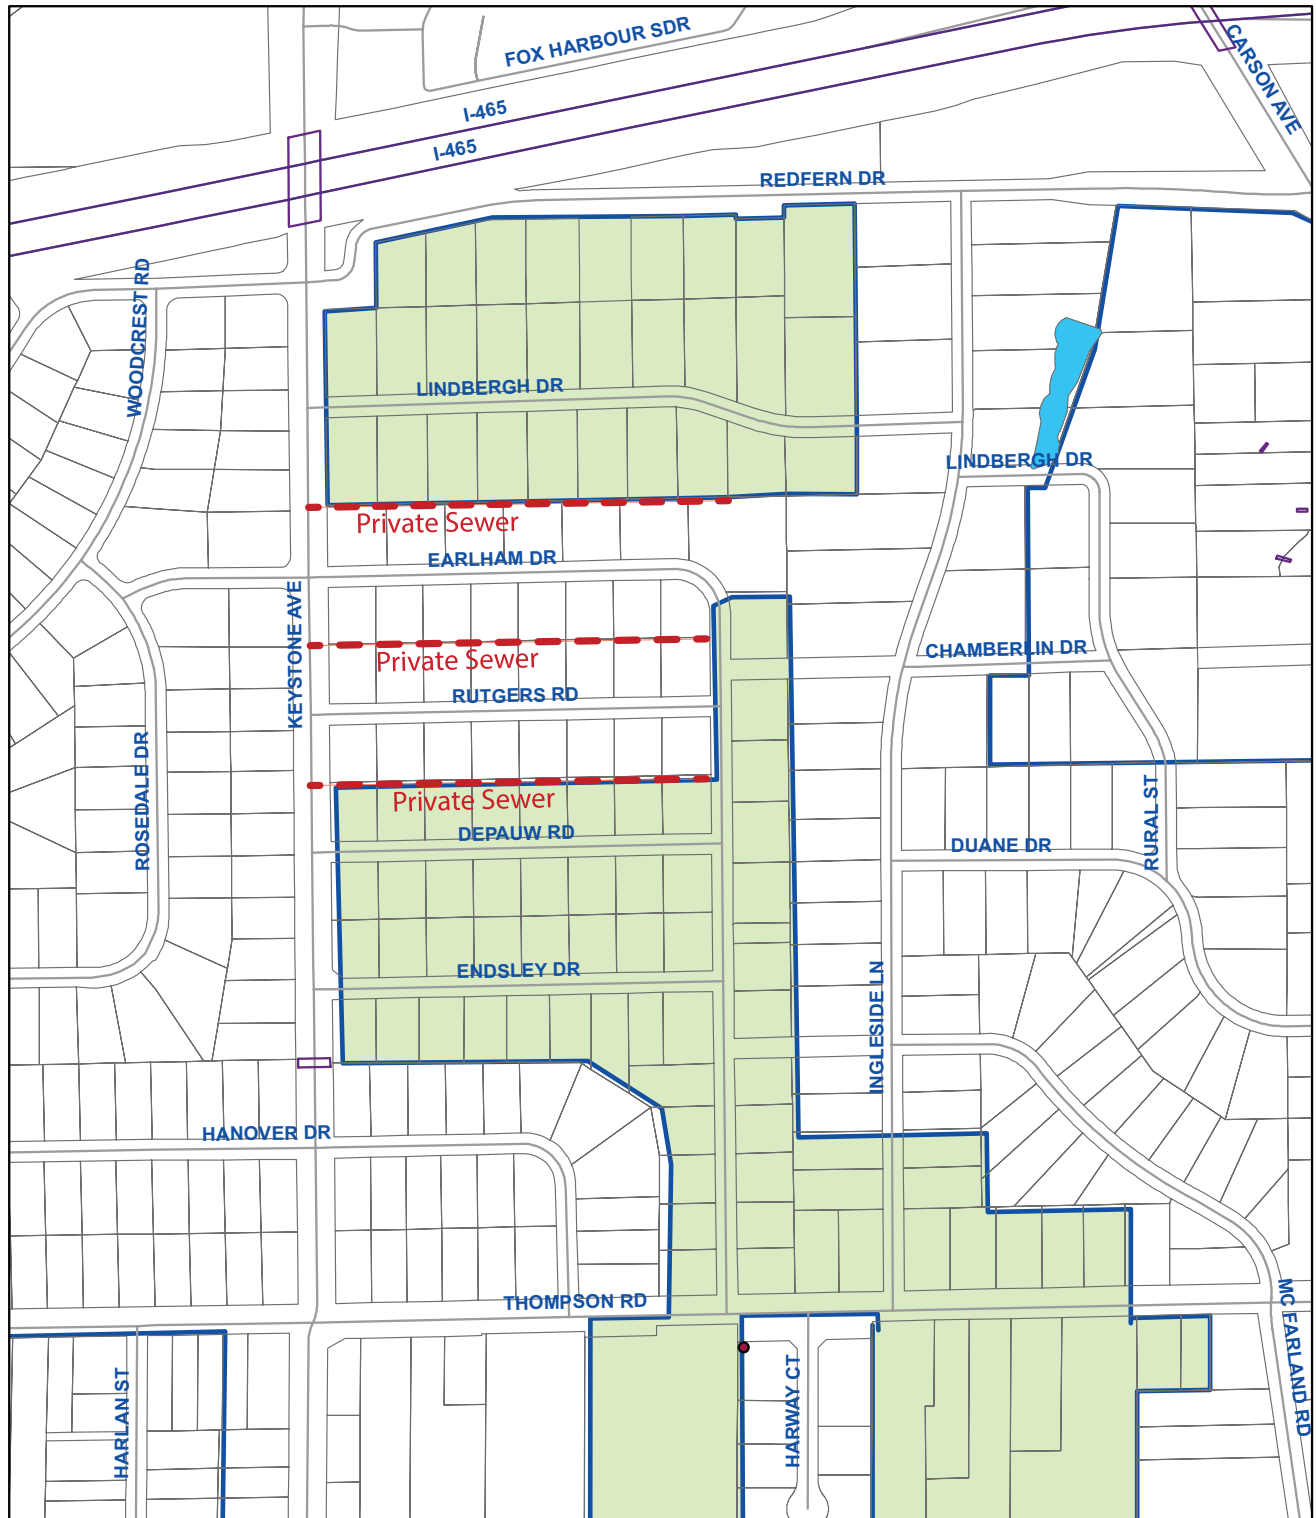 FOX HARBOUR SDR
CARSON AVE
I-465
I-465
REDFERN DR
WOODCREST RD
LINDBERGH DR
LINDBERGH DR
Private Sewer
EARLHAM DR
KEYSTONE AVE
Private Sewer
CHAMBERLIN DR
RUTGERS RD
ROSEDALE DR
Private Sewer
RURAL ST
DEPAUW RD
DUANE DR
ENDSLEY DR
INGLESIDE LN
HANOVER DR
THOMPSON RD
MC FARLAND RD
HARLAN ST
HARWAY CT